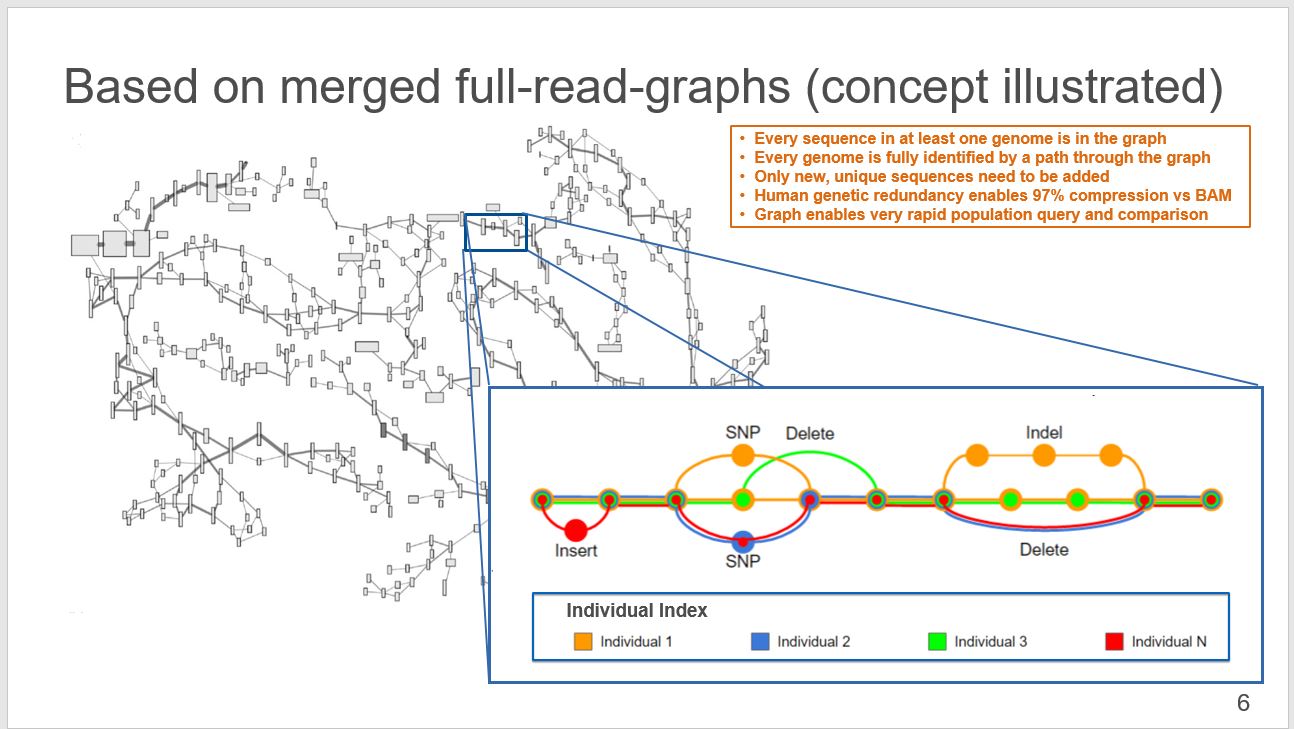 Based on merged full-read-graphs (concept illustrated)
• Every sequence in at least one genome is in the graph
• Every genome is fully identified by a path through the graph
• Only new, unique sequences need to be added
• Human genetic redundancy enables 97% compression vs BAM
• Graph enables very rapid population query and comparison
SNP
Delete
Indel
Insert
SNP
Delete
Individual Index
Individual 1
Individual 2
Individual 3
Individual N
6